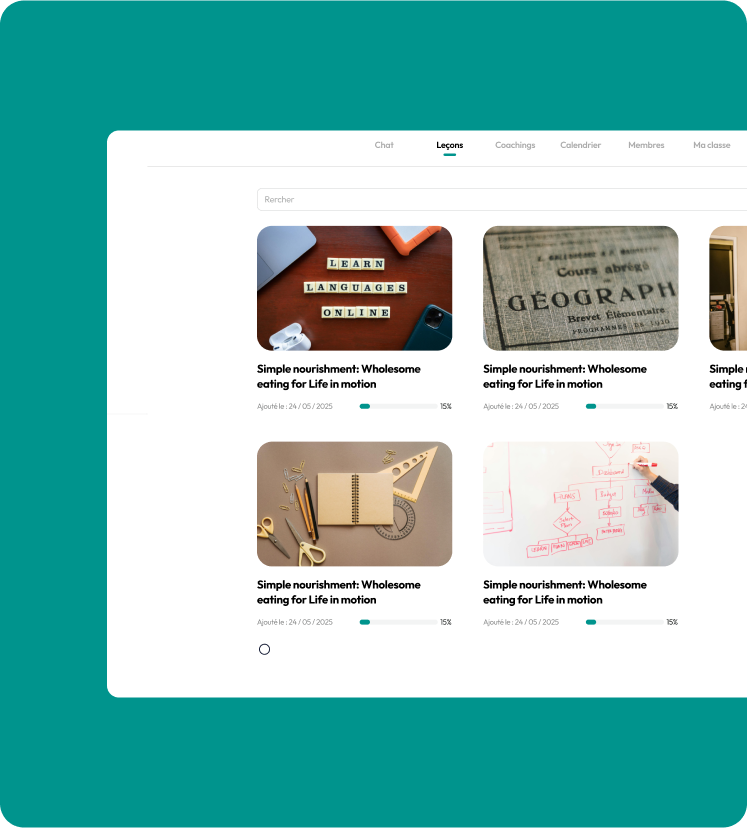 Chat Leçons Coachings Calendrier Membres Ma classe
Rercher
LEARN
LANGUAGES
ONLINE
Cours abrégé
GÉOGRAPH
Brevet Élémentaire
PROGRAMMES DE 1920
Simple nourishment: Wholesome
eating for Life in motion
Ajouté le : 24 / 05 / 2025 15%
Simple nourishment: Wholesome
eating for Life in motion
Ajouté le : 24 / 05 / 2025 15%
Simple
eating f
Ajouté le : 24
Simple nourishment: Wholesome
eating for Life in motion
Ajouté le : 24 / 05 / 2025 15%
Simple nourishment: Wholesome
eating for Life in motion
Ajouté le : 24 / 05 / 2025 15%